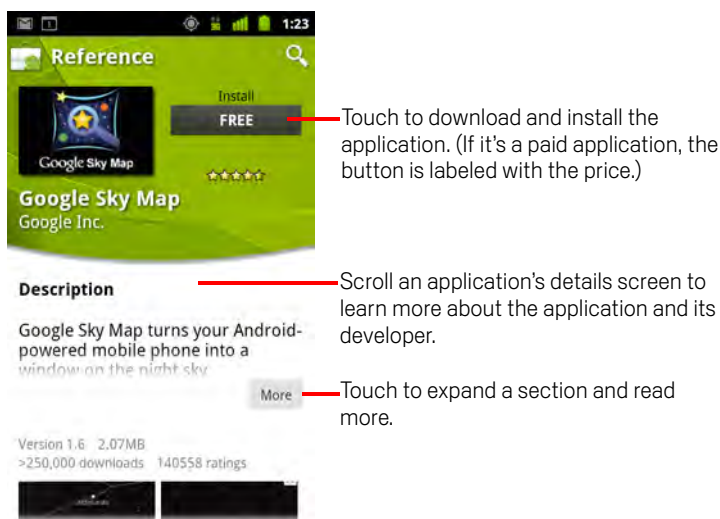 1:23
Reference
Install
FREE
Touch to download and install the
application. (If it's a paid application, the
button is labeled with the price.)
Google Sky Map
Google Sky Map
Google Inc.
Description
Scroll an application's details screen to
learn more about the application and its
developer.
Google Sky Map turns your Android-
powered mobile phone into a
window on the night sky
More
Touch to expand a section and read
more.
Version 1.6 2.07MB
>250,000 downloads 140558 ratings